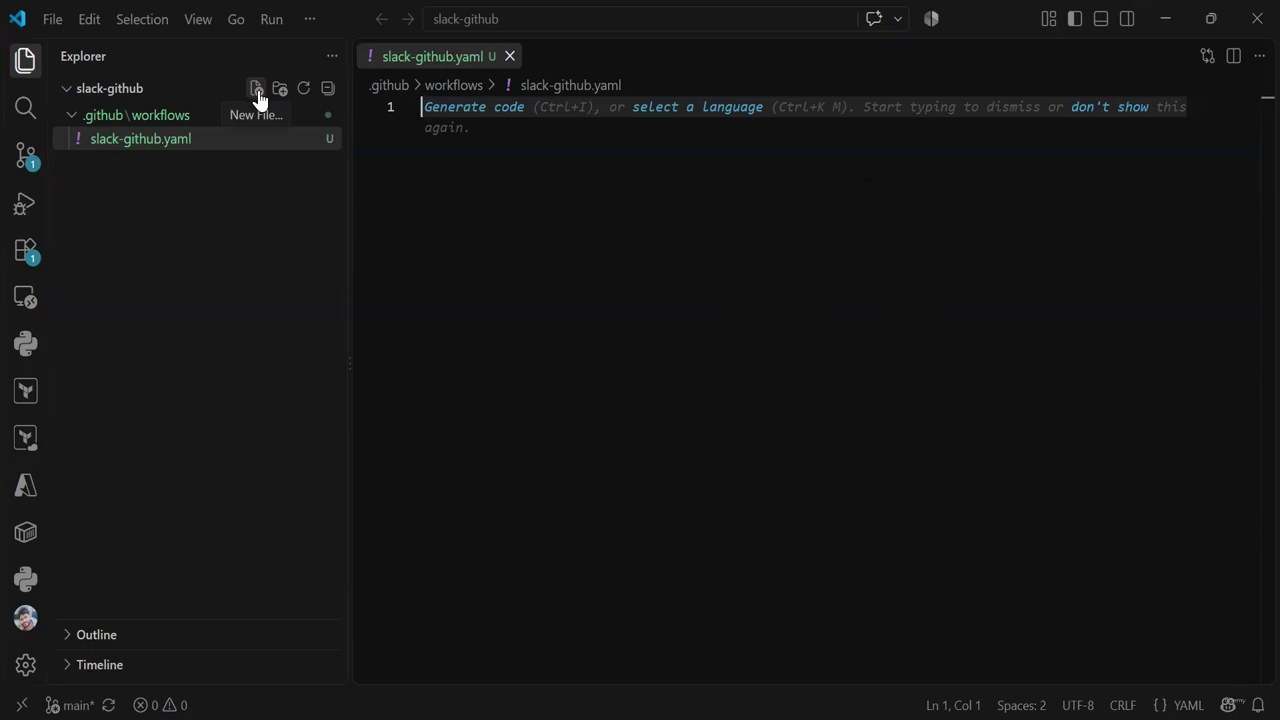 File Edit Selection View Go Run ···
slack-github
Explorer
slack-github
New File...
.github\workflows
slack-github.yaml U
1
1
Outline
Timeline
! slack-github.yaml U
.github > workflows > ! slack-github.yaml
1 Generate code (Ctrl+I), or select a language (Ctrl+K M). Start typing to dismiss or don't show this
again.
main* 0 0
Ln 1, Col 1 Spaces: 2 UTF-8 CRLF { } YAML